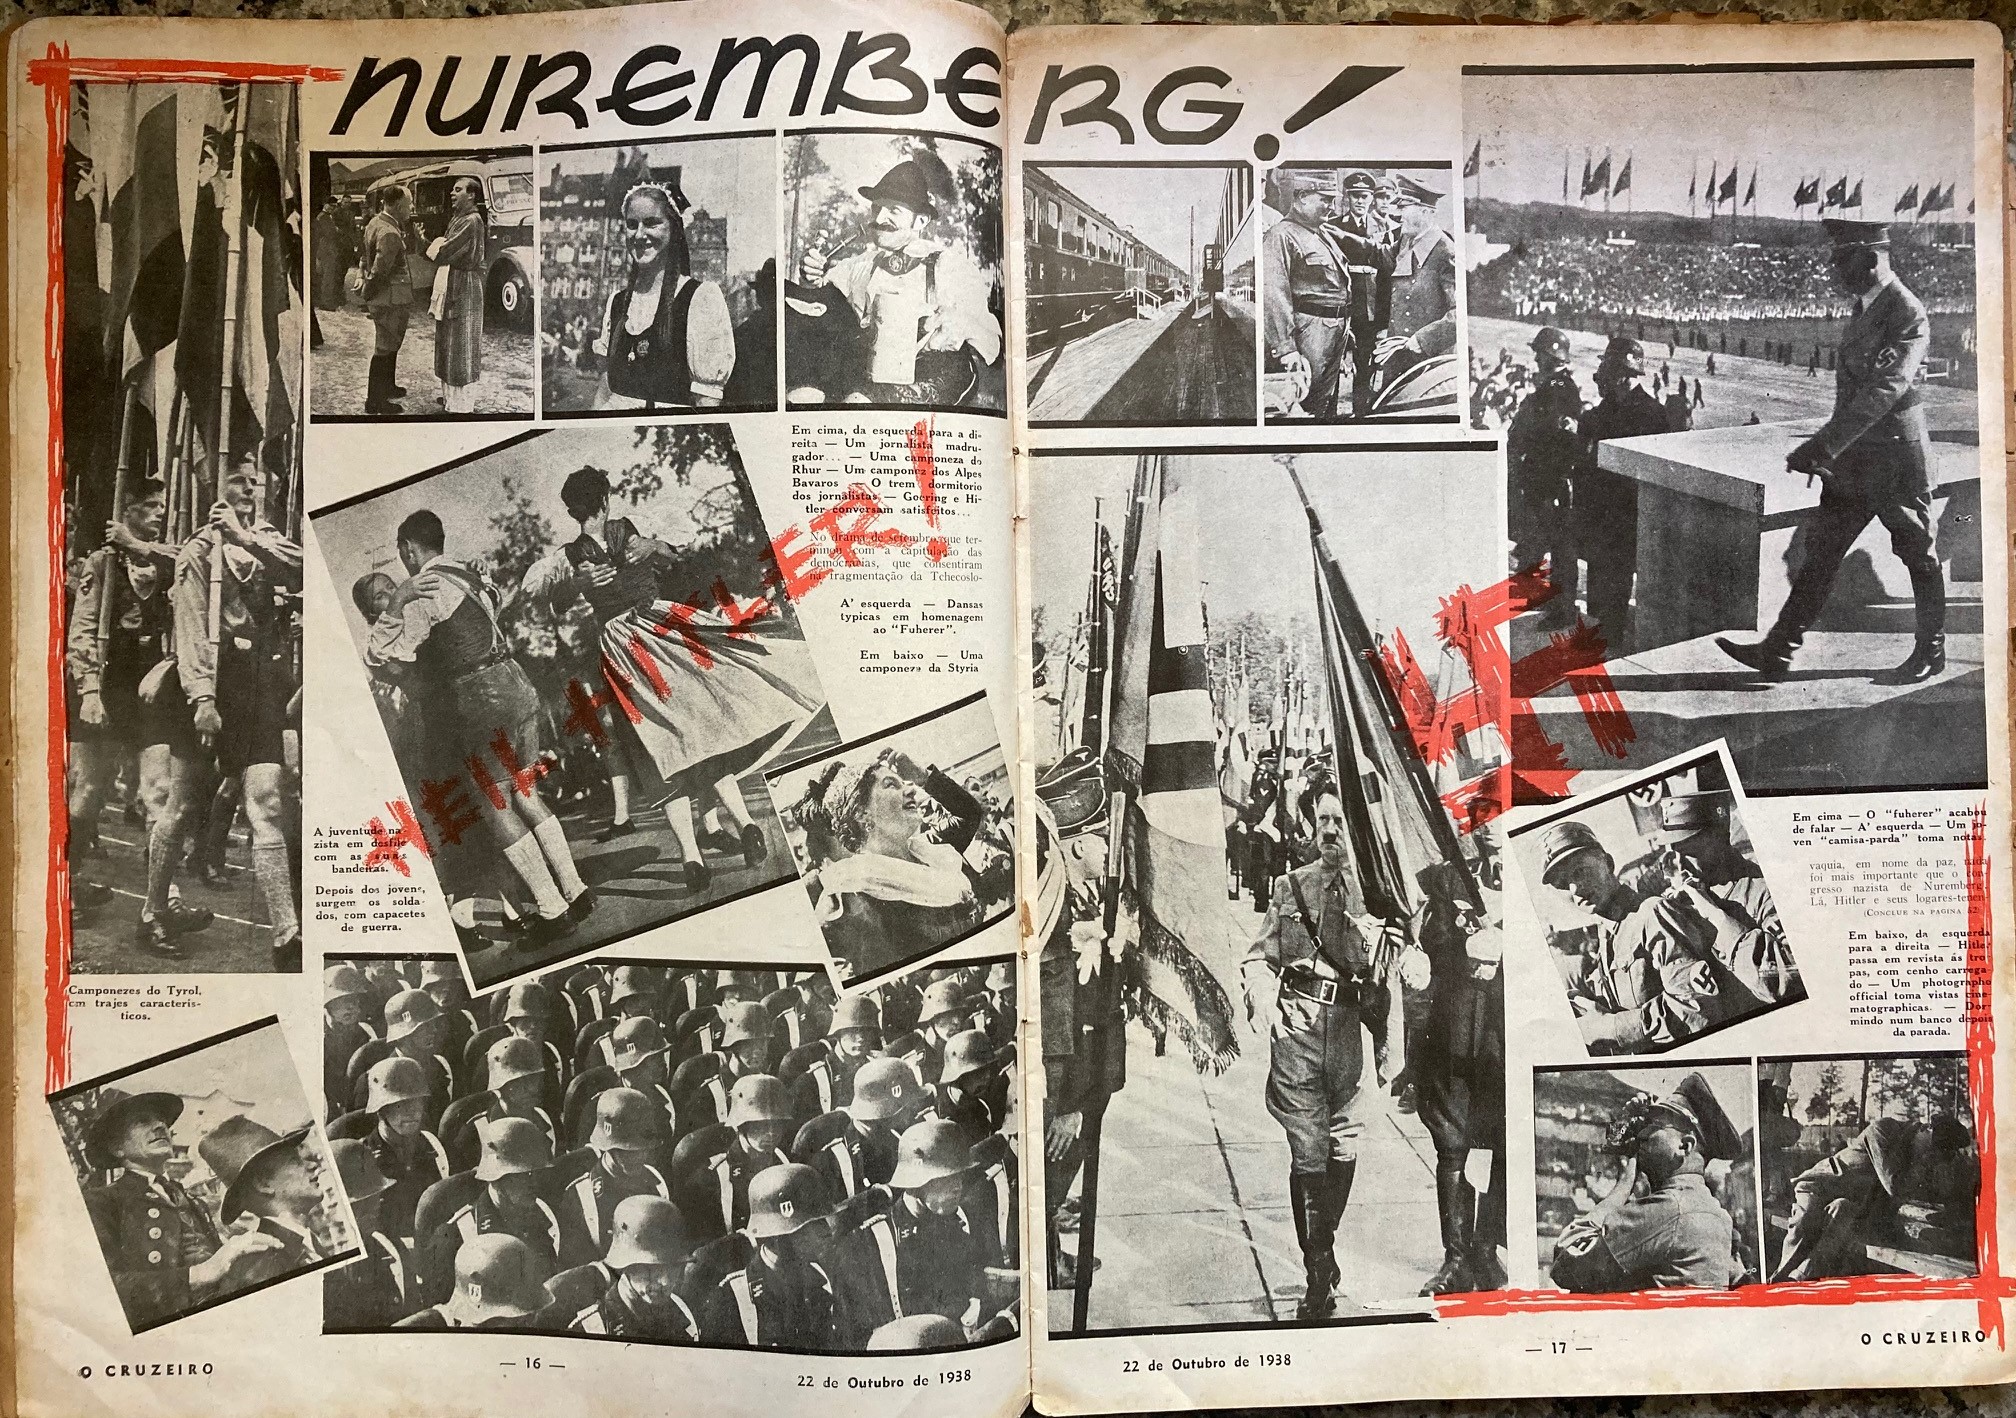 NUREMBERG!
Em cima, da esquerda para a di-
reita — Um jornalista madru-
gador... — Uma camponeza do
Rhur — Um camponez dos Alpes
Bavaros — O trem dormitorio
dos jornalistas — Goering e Hi-
tler conversam satisfeitos...
No drama de setembro, que ter-
minou com a capitulação das
democracias, que consentiram
na fragmentação da Tchecoslo-
A' esquerda — Dansas
typicas em homenagem
ao "Fuherer".
Em baixo — Uma
camponeza da Styria
HEIL HITLER!
A juventude na-
zista em desfile
com as suas
bandeiras.
Depois dos jovens,
surgem os solda-
dos, com capacetes
de guerra.
Camponezes do Tyrol,
em trajes caracteris-
ticos.
O CRUZEIRO
— 16 —
22 de Outubro de 1938
Em cima — O "fuherer" acabou
de falar — A' esquerda — Um jo-
ven "camisa-parda" toma notas.
vaquia, em nome da paz, nada
foi mais importante que o con-
gresso nazista de Nuremberg.
Lá, Hitler e seus logares-tenen-
(CONCLUE NA PAGINA
Em baixo, da esquerda
para a direita — Hitler
passa em revista ás tro-
pas, com cenho carrega-
do — Um photographo
official toma vistas cine-
matographicas. — Dor-
mindo num banco depois
da parada.
22 de Outubro de 1938
— 17 —
O CRUZEIRO